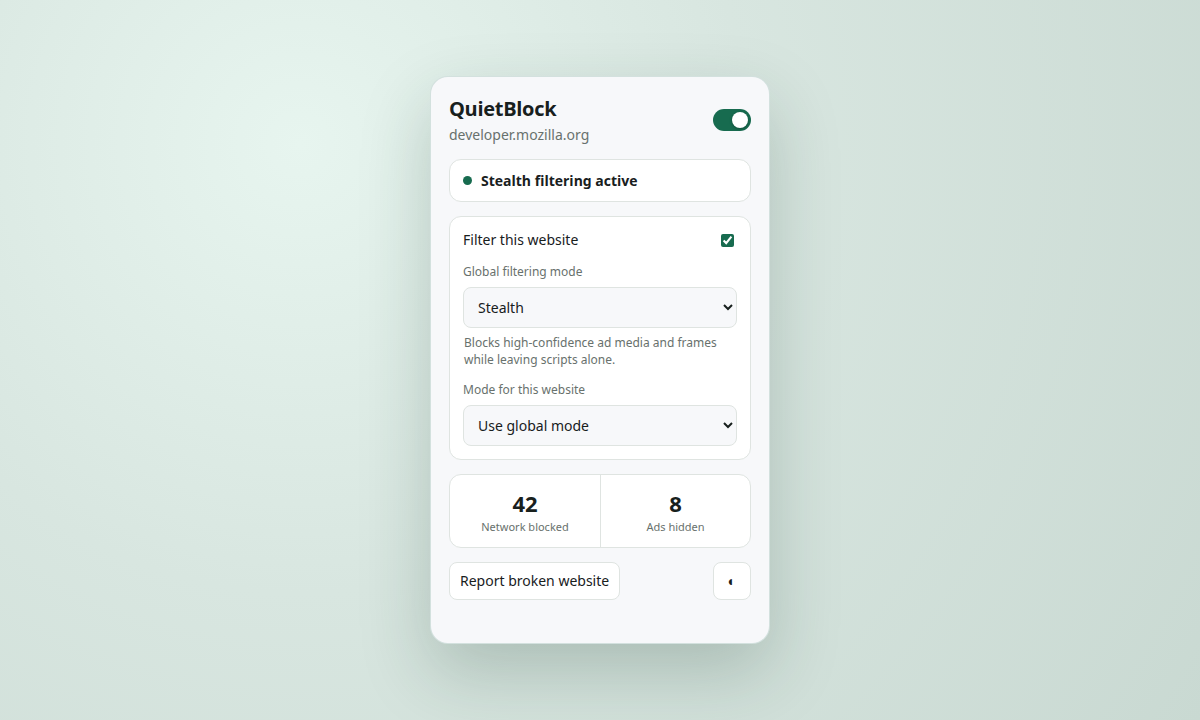 QuietBlock
developer.mozilla.org
Stealth filtering active
Filter this website
Global filtering mode
Stealth
Blocks high-confidence ad media and frames
while leaving scripts alone.
Mode for this website
Use global mode
42
8
Network blocked
Ads hidden
Report broken website